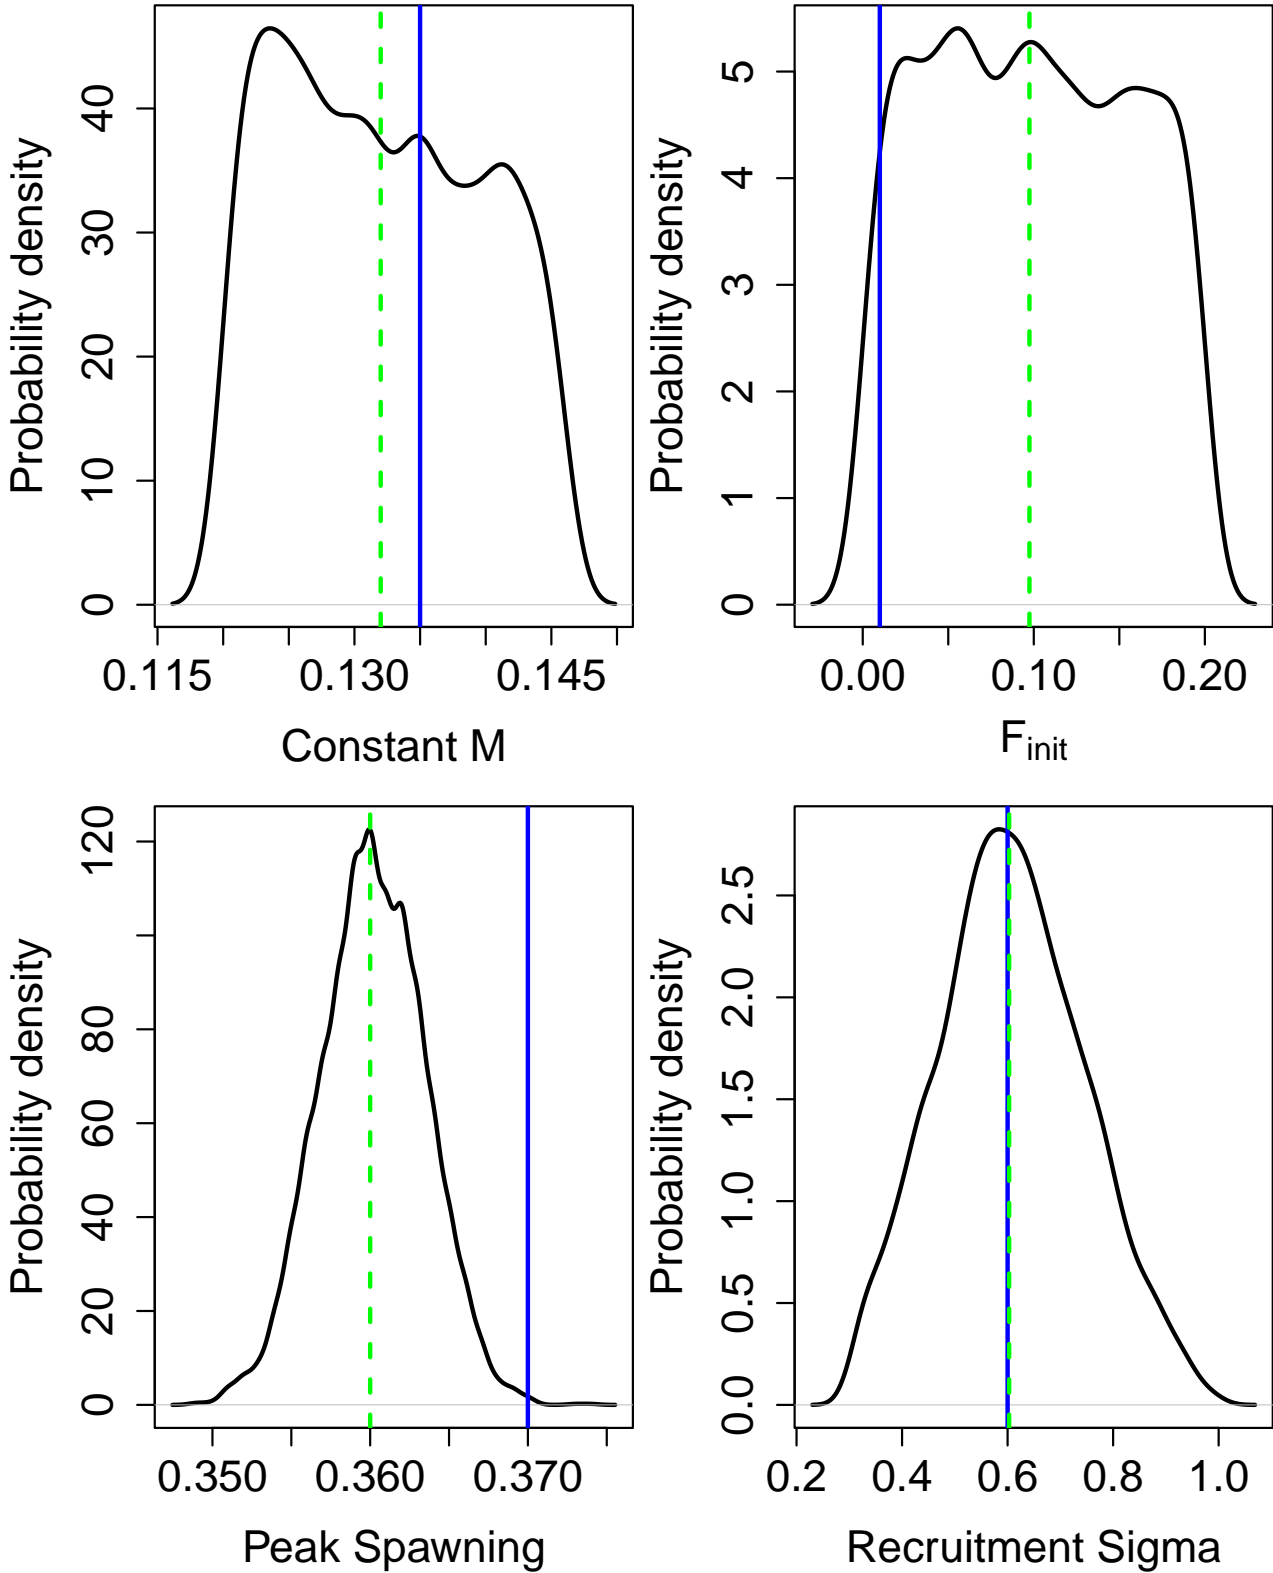 Probability density
0 10 20 30 40
0.115 0.130 0.145
Constant M
Probability density
0 1 2 3 4 5
0.00 0.10 0.20
Finit
Probability density
0 20 40 60 80 120
0.350 0.360 0.370
Peak Spawning
Probability density
0.0 0.5 1.0 1.5 2.0 2.5
0.2 0.4 0.6 0.8 1.0
Recruitment Sigma